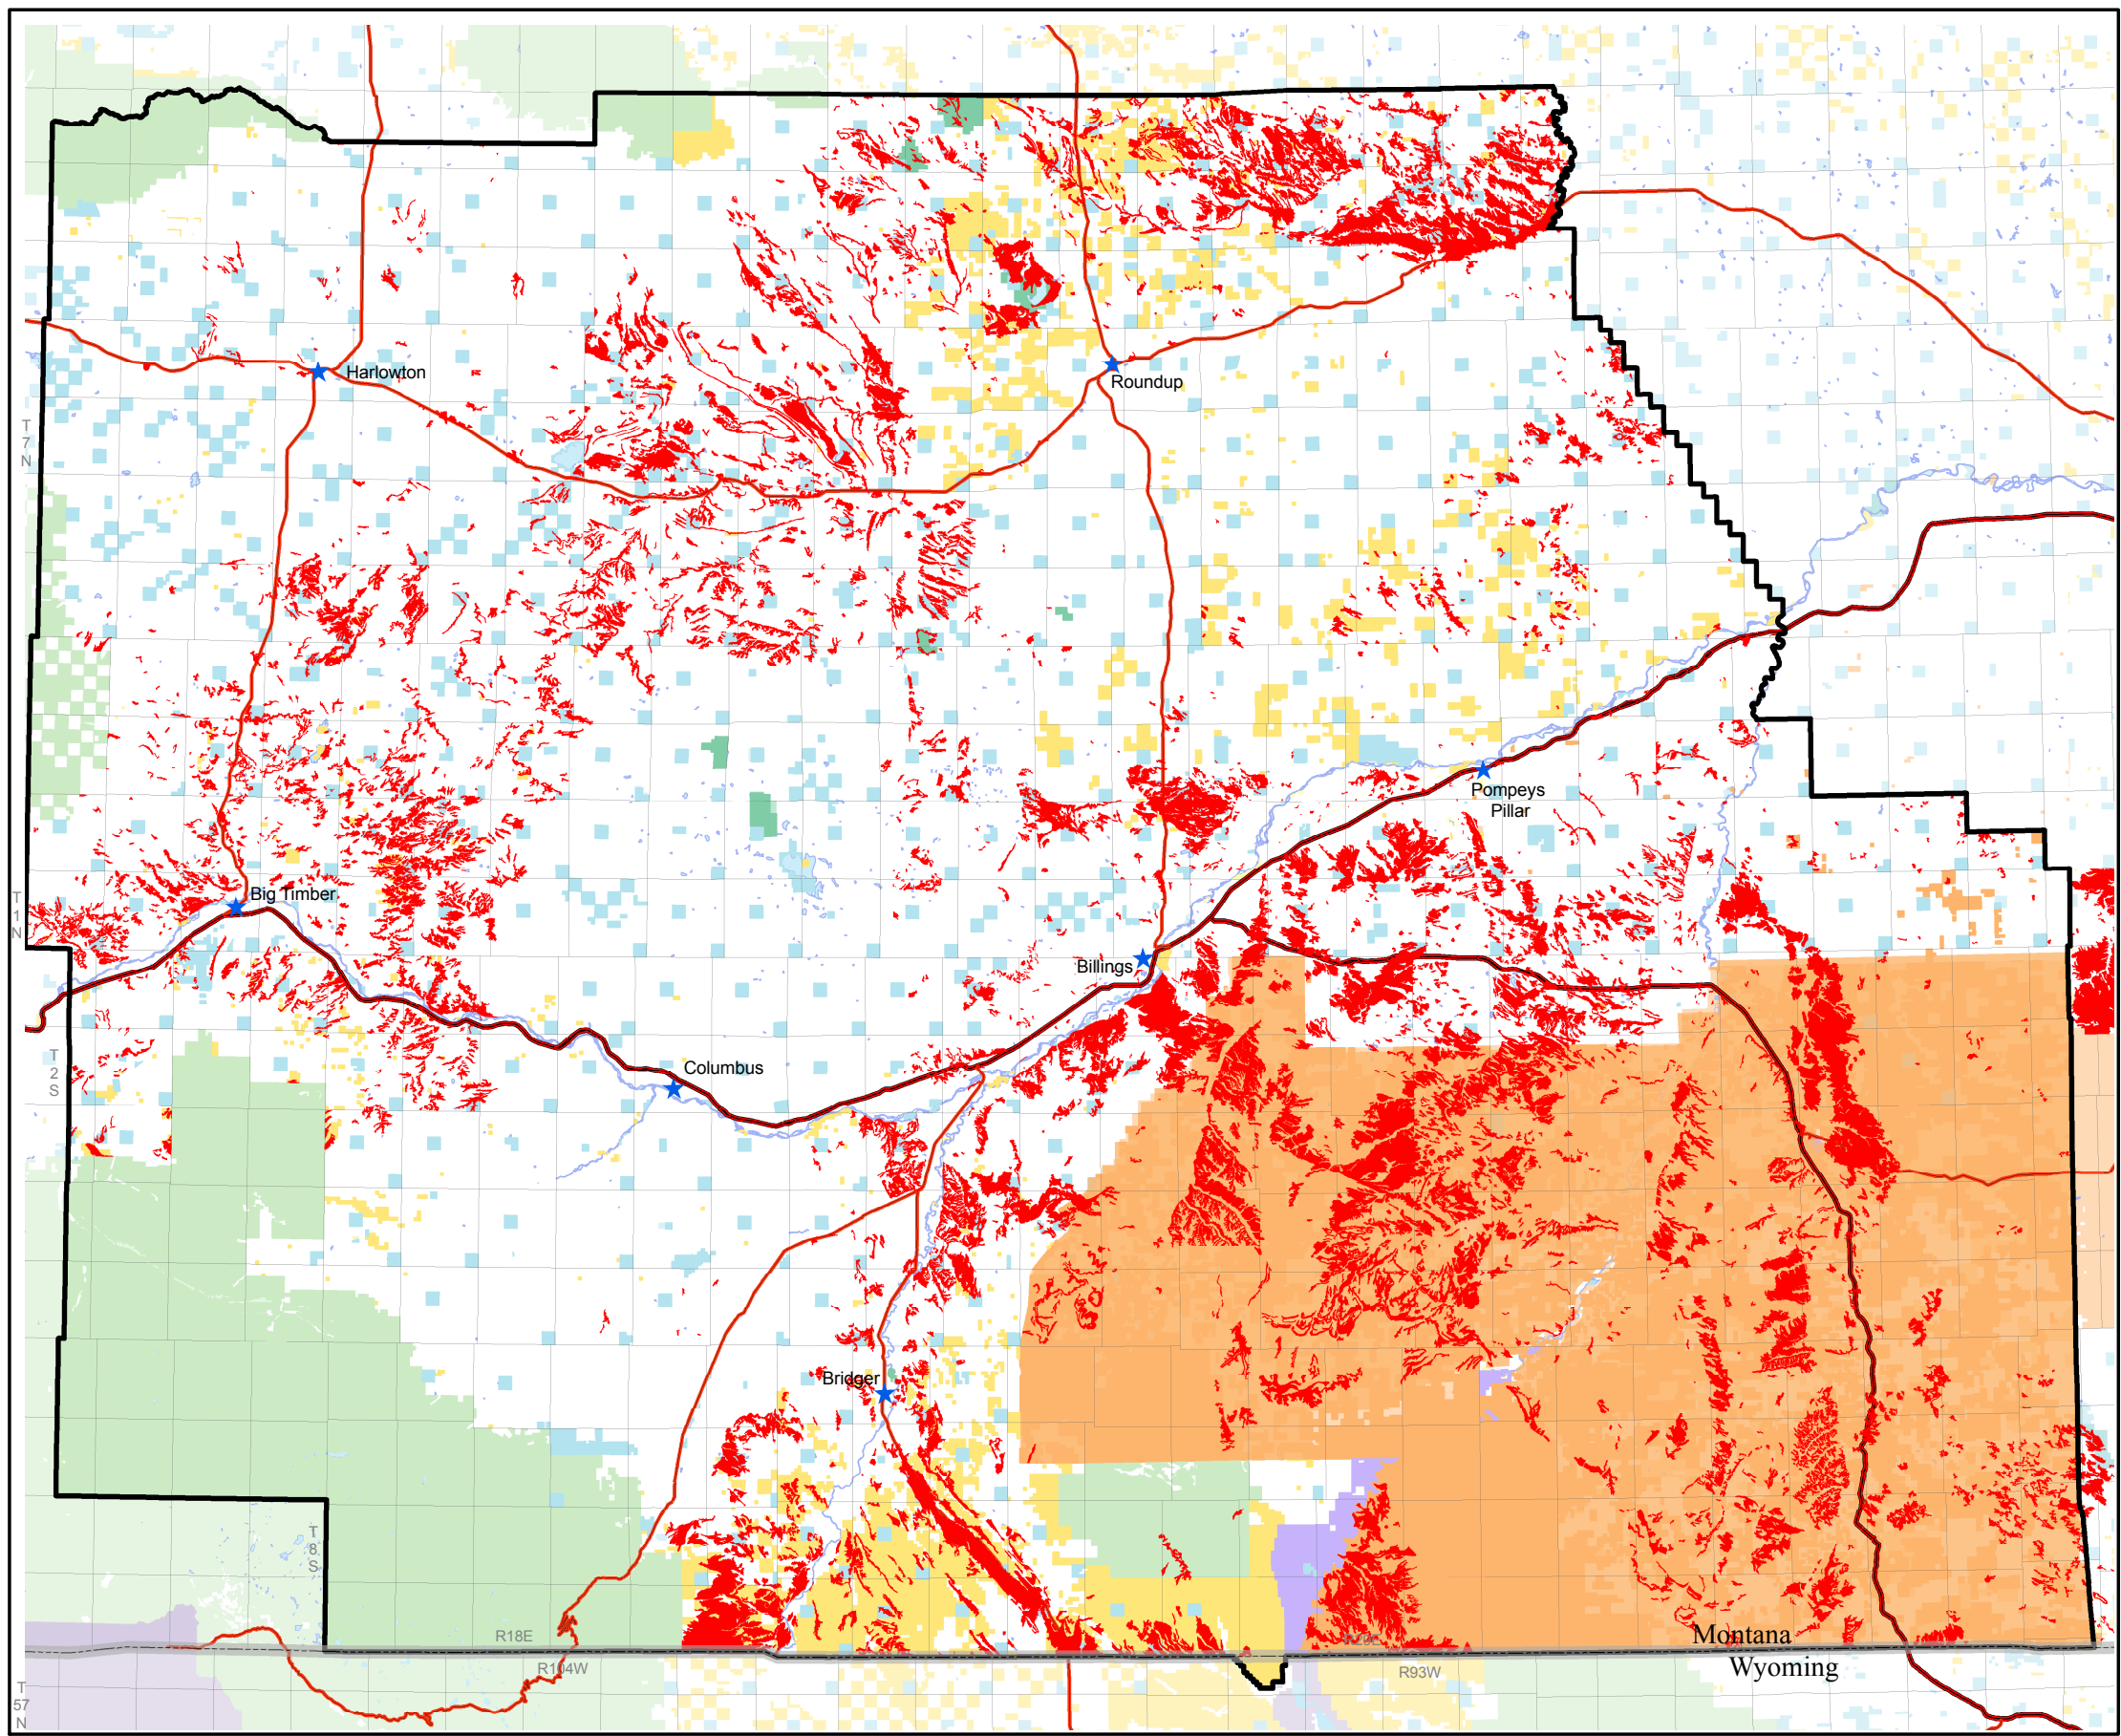 Harlowton
Roundup
T
7
N
Pompeys
Pillar
Big Timber
T
1
N
Billings
T
2
S
Columbus
Bridger
T
8
S
R18E
R29E
Montana
R104W
R93W
Wyoming
T
57
N